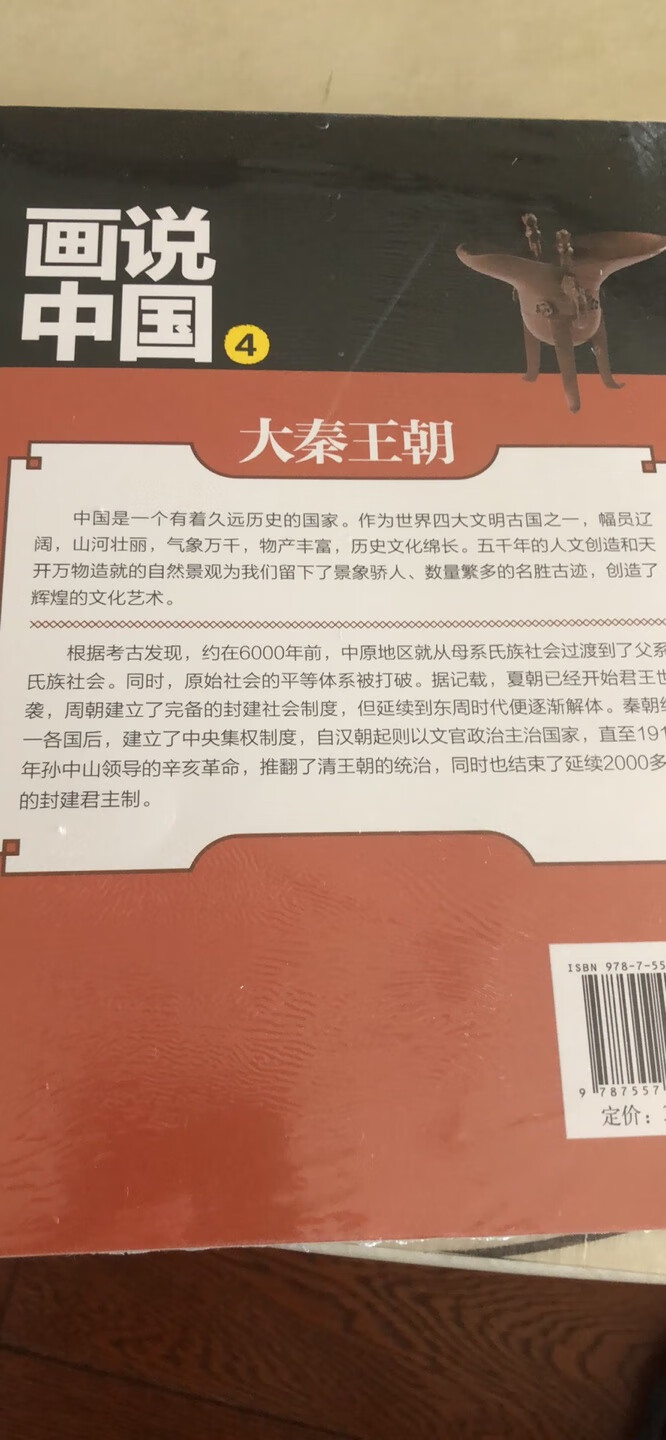 画说
中国 4
大秦王朝
中国是一个有着久远历史的国家。作为世界四大文明古国之一，幅员辽
阔，山河壮丽，气象万千，物产丰富，历史文化绵长。五千年的人文创造和天
开万物造就的自然景观为我们留下了景象骄人、数量繁多的名胜古迹，创造了
辉煌的文化艺术。
根据考古发现，约在6000年前，中原地区就从母系氏族社会过渡到了父系
氏族社会。同时，原始社会的平等体系被打破。据记载，夏朝已经开始君王世
袭，周朝建立了完备的封建社会制度，但延续到东周时代便逐渐解体。秦朝
一各国后，建立了中央集权制度，自汉朝起则以文官政治主治国家，直至191
年孙中山领导的辛亥革命，推翻了清王朝的统治，同时也结束了延续2000多
的封建君主制。
ISBN 978-7-55
9 787557
定价：